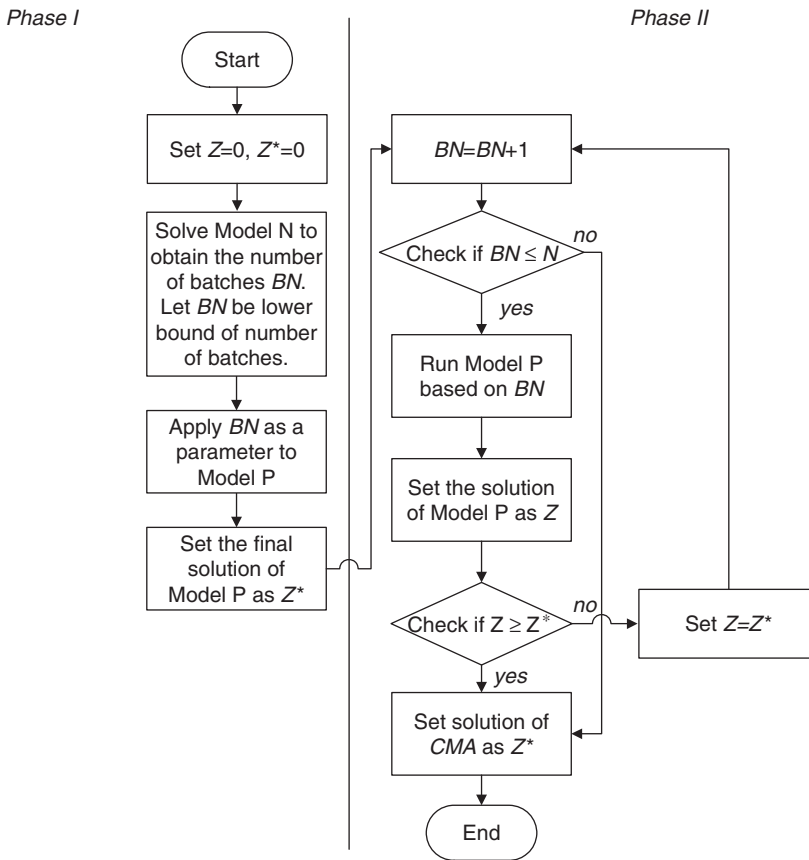 Phase I
Start
Set Z=0, Z*=0
Solve Model N to
obtain the number
of batches BN.
Let BN be lower
bound of number
of batches.
Apply BN as a
parameter to
Model P
Set the final
solution of
Model P as Z*
Phase II
BN=BN+1
Check if BN ≤ N
no
yes
Run Model P
based on BN
Set the solution
of Model P as Z
Check if Z ≥ Z*
no
Set Z=Z*
yes
Set solution of
CMA as Z*
End